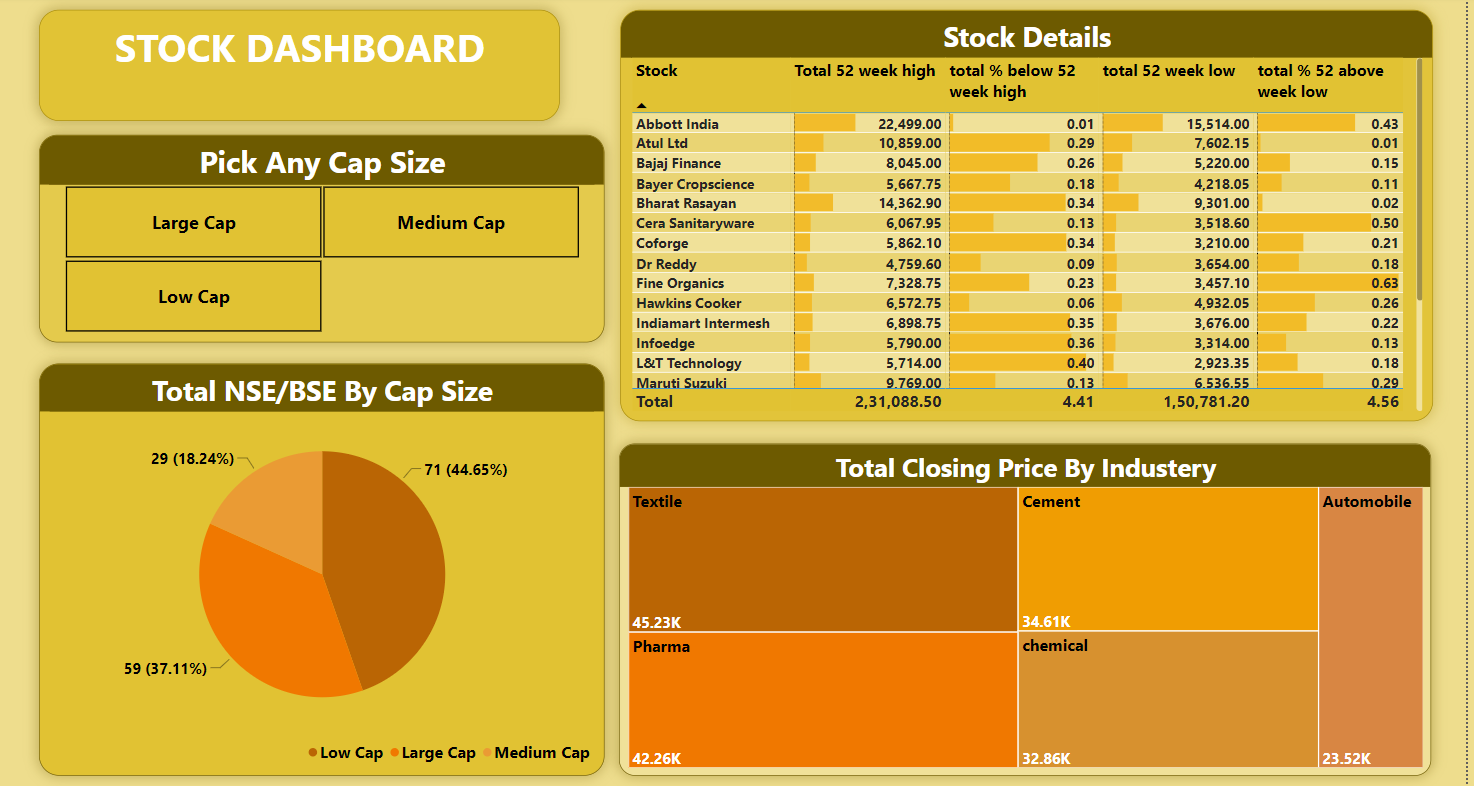 STOCK DASHBOARD
Pick Any Cap Size
Large Cap
Medium Cap
Low Cap
Total NSE/BSE By Cap Size
29 (18.24%)
71 (44.65%)
59 (37.11%)
Low Cap Large Cap Medium Cap
Stock Details
Stock Total 52 week high total % below 52 total 52 week low total % 52 above
week high week low
Abbott India 22,499.00 0.01 15,514.00 0.43
Atul Ltd 10,859.00 0.29 7,602.15 0.01
Bajaj Finance 8,045.00 0.26 5,220.00 0.15
Bayer Cropscience 5,667.75 0.18 4,218.05 0.11
Bharat Rasayan 14,362.90 0.34 9,301.00 0.02
Cera Sanitaryware 6,067.95 0.13 3,518.60 0.50
Coforge 5,862.10 0.34 3,210.00 0.21
Dr Reddy 4,759.60 0.09 3,654.00 0.18
Fine Organics 7,328.75 0.23 3,457.10 0.63
Hawkins Cooker 6,572.75 0.06 4,932.05 0.26
Indiamart Intermesh 6,898.75 0.35 3,676.00 0.22
Infoedge 5,790.00 0.36 3,314.00 0.13
L&T Technology 5,714.00 0.40 2,923.35 0.18
Maruti Suzuki 9,769.00 0.13 6,536.55 0.29
Total 2,31,088.50 4.41 1,50,781.20 4.56
Total Closing Price By Industery
Textile
45.23K
Pharma
42.26K
Cement
34.61K
chemical
32.86K
Automobile
23.52K